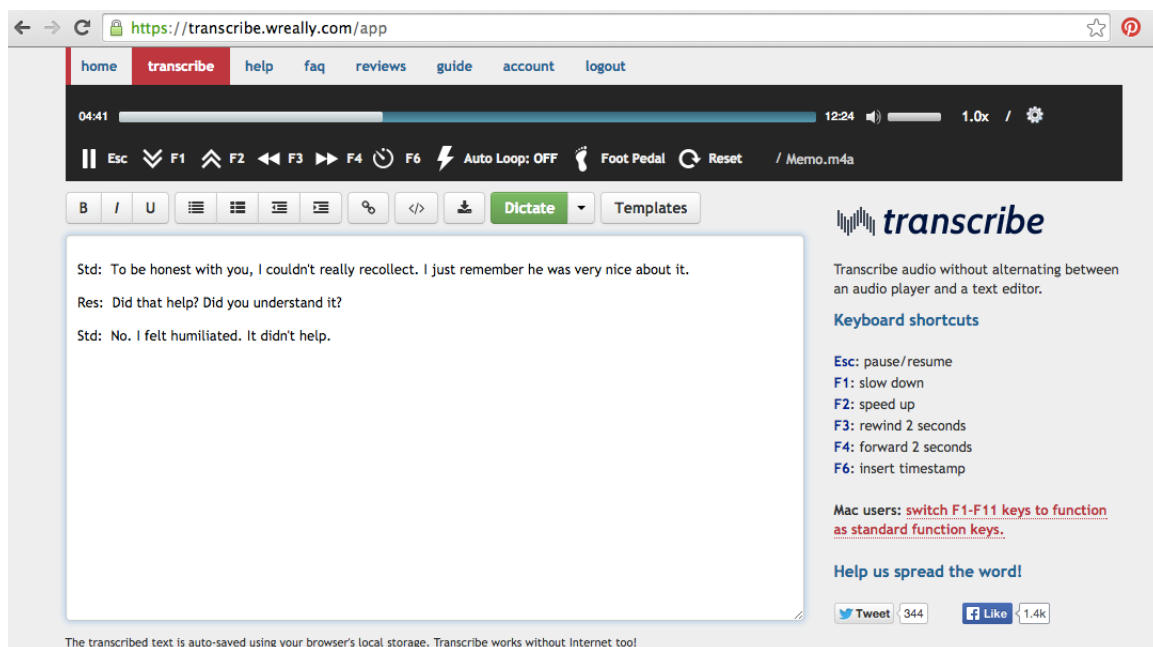 https://transcribe.wreally.com/app
home transcribe help faq reviews guide account logout
04:41 12:24 1.0x /
Esc F1 F2 F3 F4 F6 Auto Loop: OFF Foot Pedal Reset / Memo.m4a
B I U </> Dictate Templates
Std: To be honest with you, I couldn't really recollect. I just remember he was very nice about it.
Res: Did that help? Did you understand it?
Std: No. I felt humiliated. It didn't help.
transcribe
Transcribe audio without alternating between
an audio player and a text editor.
Keyboard shortcuts
Esc: pause/resume
F1: slow down
F2: speed up
F3: rewind 2 seconds
F4: forward 2 seconds
F6: insert timestamp
Mac users: switch F1-F11 keys to function
as standard function keys.
Help us spread the word!
Tweet 344 Like 1.4k
The transcribed text is auto-saved using your browser's local storage. Transcribe works without Internet too!